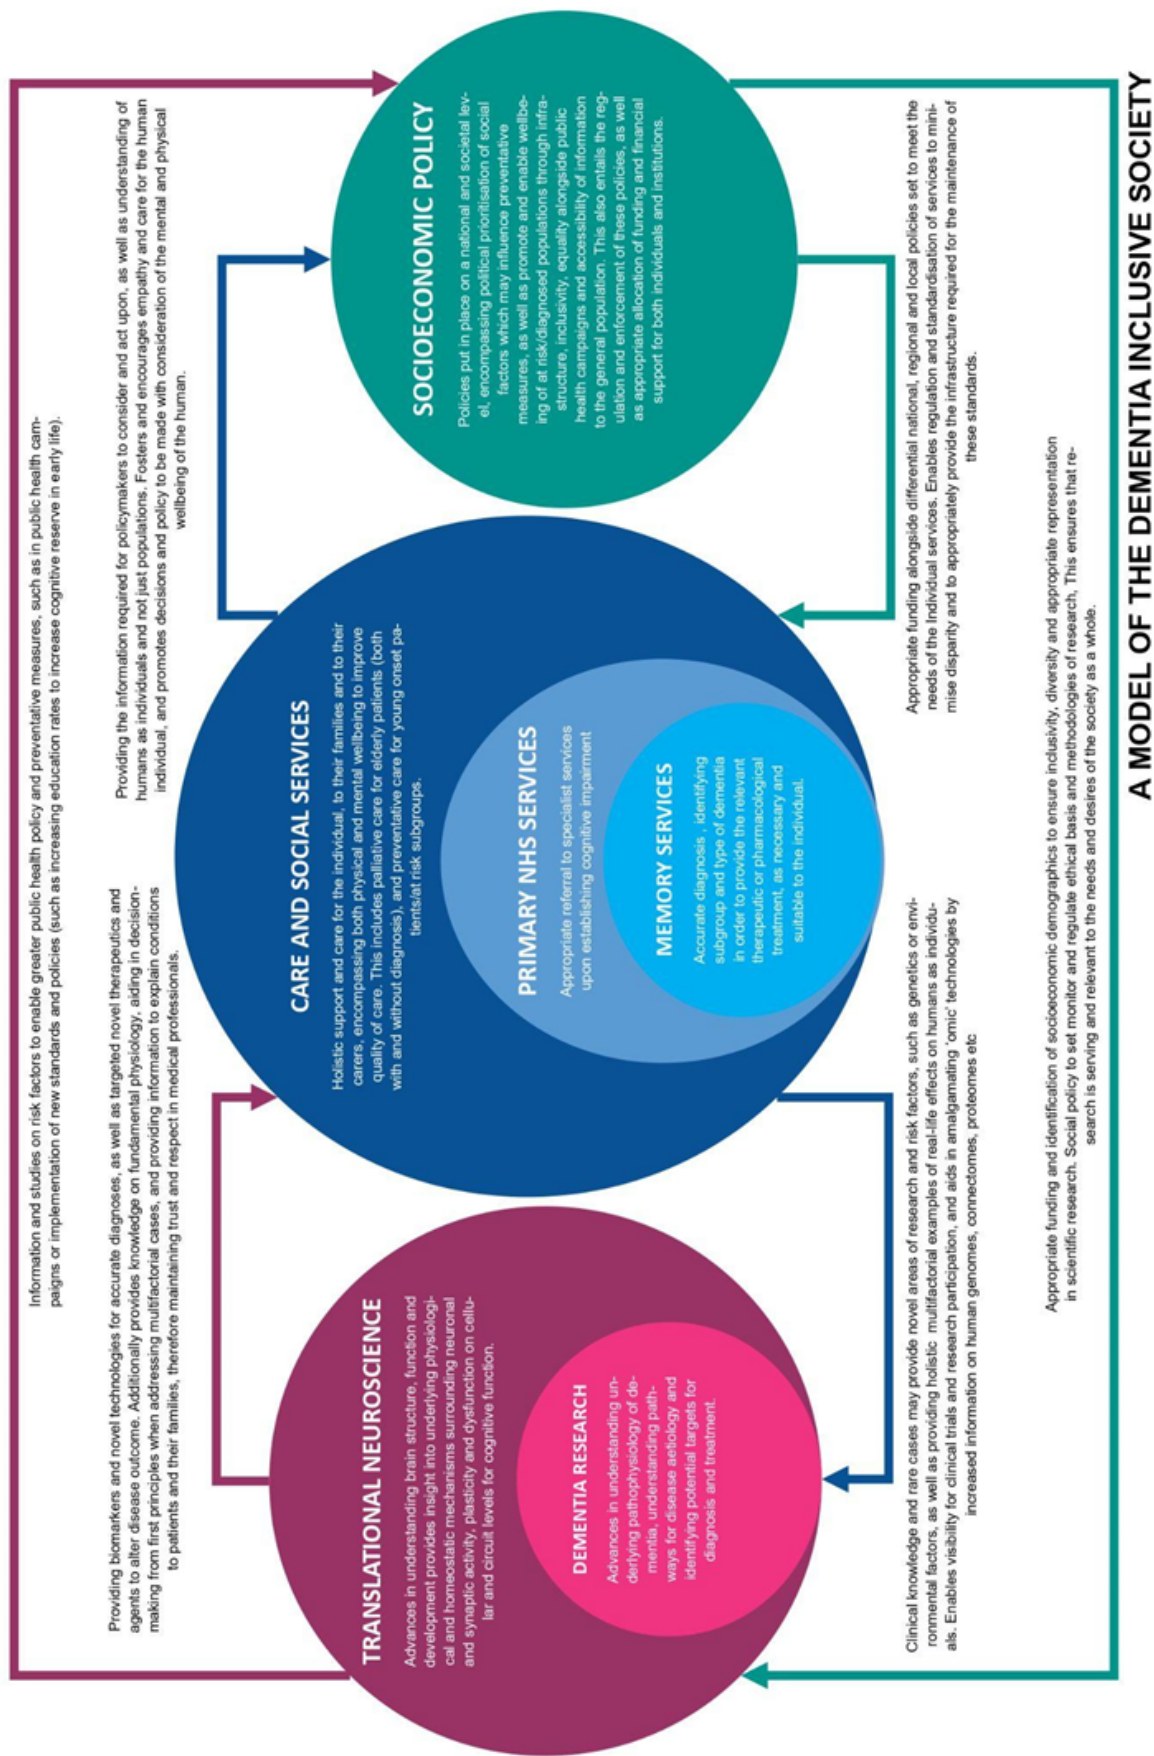 Information and studies on risk factors to enable greater public health policy and preventative measures, such as in public health cam-
paigns or implementation of new standards and policies (such as increasing education rates to increase cognitive reserve in early life).
Providing biomarkers and novel technologies for accurate diagnoses, as well as targeted novel therapeutics and
agents to alter disease outcome. Additionally provides knowledge on fundamental physiology, aiding in decision-
making from first principles when addressing multifactorial cases, and providing information to explain conditions
to patients and their families, therefore maintaining trust and respect in medical professionals.
Providing the information required for policymakers to consider and act upon, as well as understanding of
humans as individuals and not just populations. Fosters and encourages empathy and care for the human
individual, and promotes decisions and policy to be made with consideration of the mental and physical
wellbeing of the human.
TRANSLATIONAL NEUROSCIENCE
Advances in understanding brain structure, function and
development provides insight into underlying physiologi-
cal and homeostatic mechanisms surrounding neuronal
and synaptic activity, plasticity and dysfunction on cellu-
lar and circuit levels for cognitive function.
DEMENTIA RESEARCH
Advances in understanding un-
derlying pathophysiology of de-
mentia, understanding path-
ways for disease aetiology and
identifying potential targets for
diagnosis and treatment.
CARE AND SOCIAL SERVICES
Holistic support and care for the individual, to their families and to their
carers, encompassing both physical and mental wellbeing to improve
quality of care. This includes palliative care for elderly patients (both
with and without diagnosis), and preventative care for young onset pa-
tients/at risk subgroups.
PRIMARY NHS SERVICES
Appropriate referral to specialist services
upon establishing cognitive impairment
MEMORY SERVICES
Accurate diagnosis , identifying
subgroup and type of dementia
in order to provide the relevant
therapeutic or pharmacological
treatment, as necessary and
suitable to the individual.
SOCIOECONOMIC POLICY
Policies put in place on a national and societal lev-
el, encompassing political prioritisation of social
factors which may influence preventative
measures, as well as promote and enable wellbe-
ing of at risk/diagnosed populations through infra-
structure, inclusivity, equality alongside public
health campaigns and accessibility of information
to the general population. This also entails the reg-
ulation and enforcement of these policies, as well
as appropriate allocation of funding and financial
support for both individuals and institutions.
Clinical knowledge and rare cases may provide novel areas of research and risk factors, such as genetics or envi-
ronmental factors, as well as providing holistic multifactorial examples of real-life effects on humans as individu-
als. Enables visibility for clinical trials and research participation, and aids in amalgamating 'omic' technologies by
increased information on human genomes, connectomes, proteomes etc
Appropriate funding alongside differential national, regional and local policies set to meet the
needs of the Individual services. Enables regulation and standardisation of services to mini-
mise disparity and to appropriately provide the infrastructure required for the maintenance of
these standards.
Appropriate funding and identification of socioeconomic demographics to ensure inclusivity, diversity and appropriate representation
in scientific research. Social policy to set monitor and regulate ethical basis and methodologies of research, This ensures that re-
search is serving and relevant to the needs and desires of the society as a whole.
A MODEL OF THE DEMENTIA INCLUSIVE SOCIETY